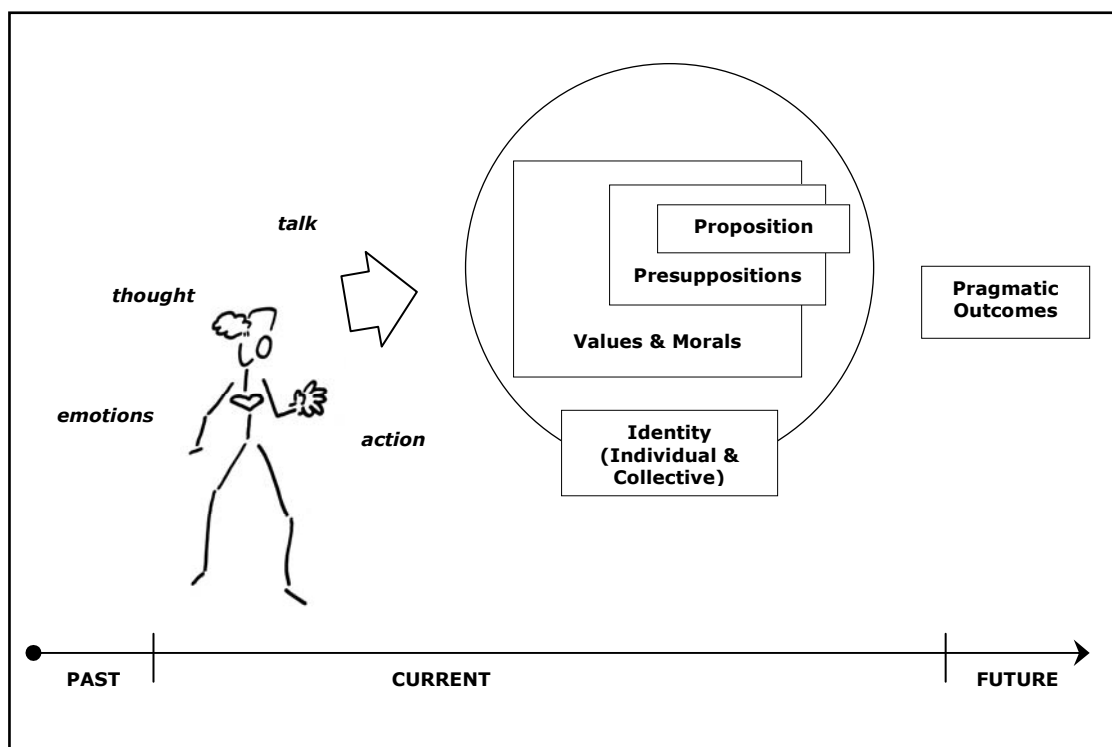 talk
thought
emotions
action
Proposition
Presuppositions
Values & Morals
Identity
(Individual &
Collective)
Pragmatic
Outcomes
PAST
CURRENT
FUTURE